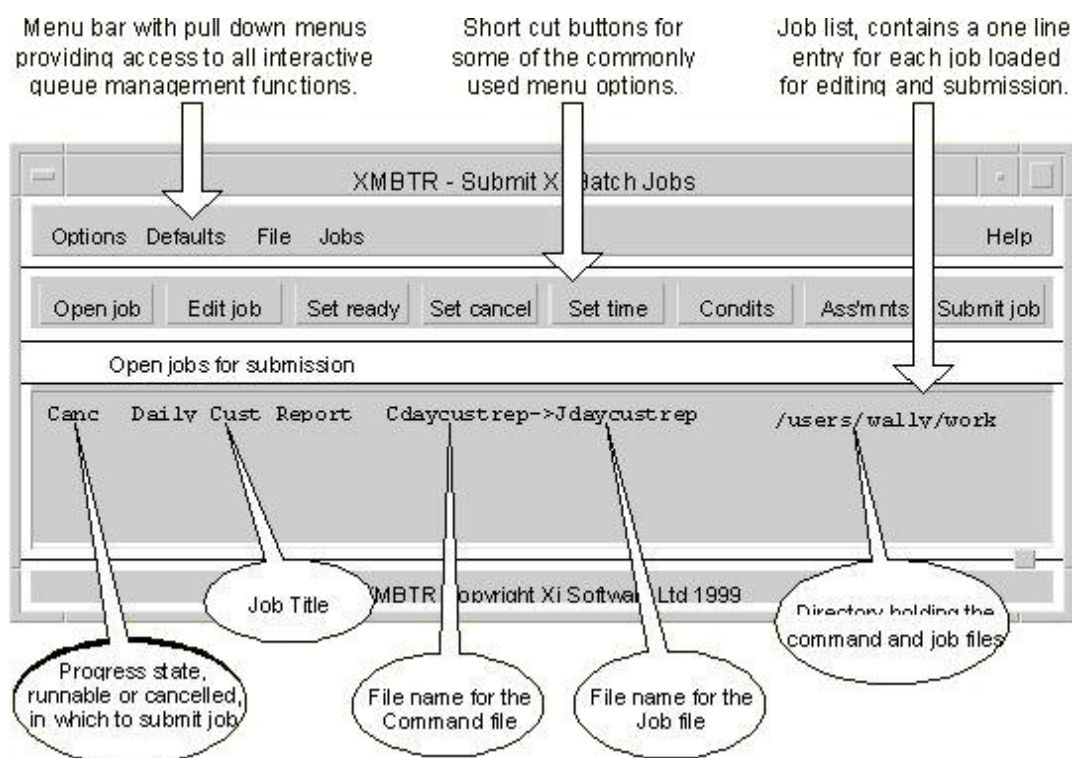 Menu bar with pull down menus
providing access to all interactive
queue management functions.
Short cut buttons for
some of the commonly
used menu options.
Job list, contains a one line
entry for each job loaded
for editing and submission.
XMBTR - Submit X Batch Jobs
Options Defaults File Jobs Help
Open job Edit job Set ready Set cancel Set time Condits Ass'mnts Submit job
Open jobs for submission
Canc Daily Cust Report Cdaycustrep->Jdaycustrep /users/wally/work
MBTR Copyright Xi Software Ltd 1999
Job Title
Directory holding the
command and job files
Progress state,
runnable or cancelled,
in which to submit job
File name for the
Command file
File name for the
Job file